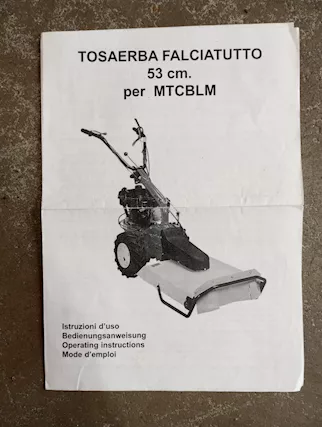 TOSAERBA FALCIATUTTO
53 cm.
per MTCBLM
Istruzioni d'uso
Bedienungsanweisung
Operating instructions
Mode d'emploi